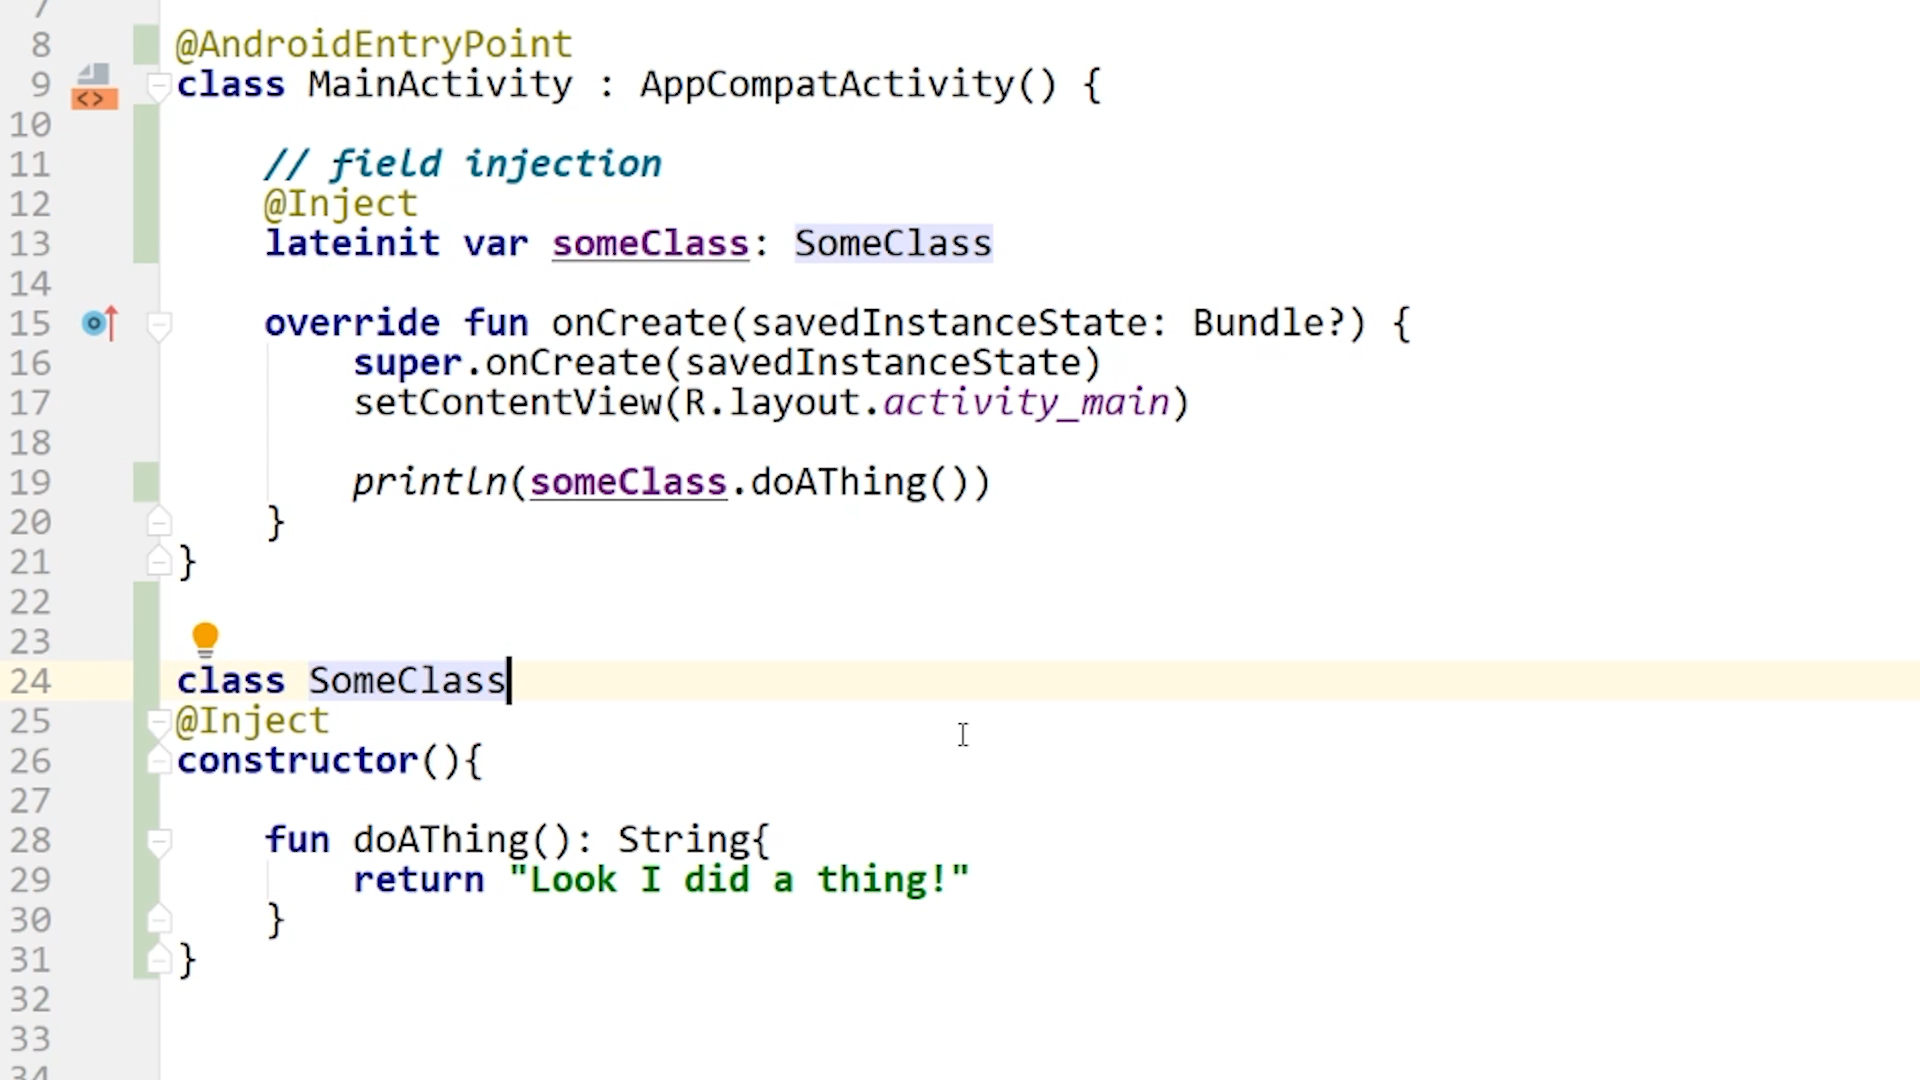 7
8 @AndroidEntryPoint
9 <> class MainActivity : AppCompatActivity() {
10
11 // field injection
12 @Inject
13 lateinit var someClass: SomeClass
14
15 override fun onCreate(savedInstanceState: Bundle?) {
16 super.onCreate(savedInstanceState)
17 setContentView(R.layout.activity_main)
18
19 println(someClass.doAThing())
20 }
21 }
22
23
24 class SomeClass
25 @Inject
26 constructor(){
27
28 fun doAThing(): String{
29 return "Look I did a thing!"
30 }
31 }
32
33
34